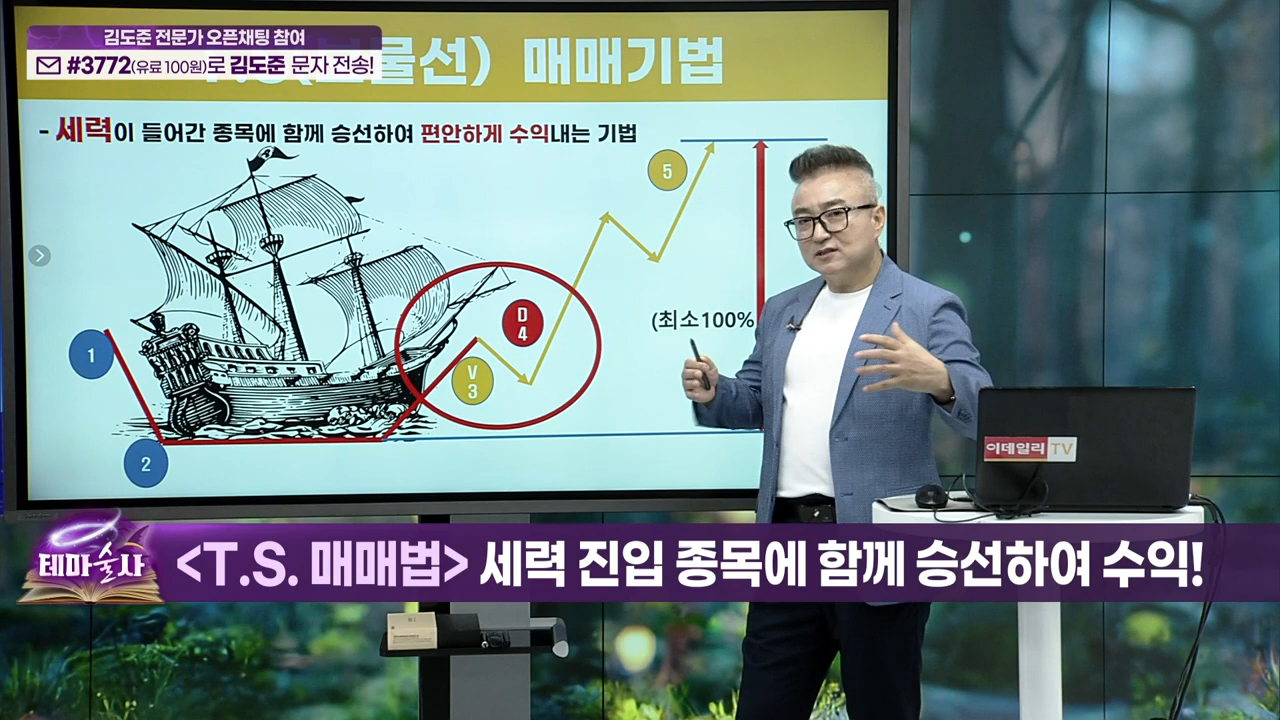 김도준 전문가 오픈채팅 참여
#3772(유료 100원)로 김도준 문자 전송!
물선) 매매기법
- 세력이 들어간 종목에 함께 승선하여 편안하게 수익내는 기법
5
D
4
(최소100%
1
V
3
2
이데일리TV
테마술사
<T.S. 매매법> 세력 진입 종목에 함께 승선하여 수익!